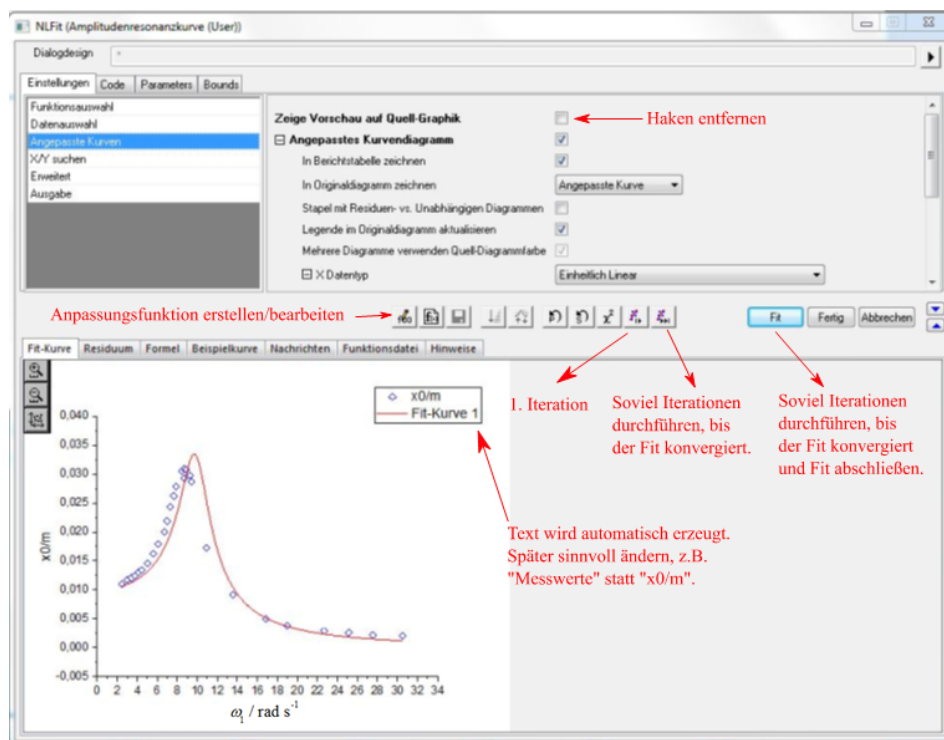 NLFit (Amplitudenresonanzkurve (User))
Dialogdesign
Einstellungen Code Parameters Bounds
Funktionsauswahl
Datenauswahl
Angepasste Kurven
X/Y suchen
Erweitert
Ausgabe
Zeige Vorschau auf Quell-Graphik
Haken entfernen
Angepasstes Kurvendiagramm
In Berichtstabelle zeichnen
In Originaldiagramm zeichnen Angepasste Kurve
Stapel mit Residuen- vs. Unabhängigen Diagrammen
Legende im Originaldiagramm aktualisieren
Mehrere Diagramme verwenden Quell-Diagrammfarbe
X Datentyp Einheitlich Linear
Anpassungsfunktion erstellen/bearbeiten
Fit Fertig Abbrechen
Fit-Kurve Residuum Formel Beispielkurve Nachrichten Funktionsdatei Hinweise
x0/m
Fit-Kurve 1
1. Iteration
Soviel Iterationen
durchführen, bis
der Fit konvergiert.
Soviel Iterationen
durchführen, bis
der Fit konvergiert
und Fit abschließen.
Text wird automatisch erzeugt.
Später sinnvoll ändern, z.B.
"Messwerte" statt "x0/m".
0,040
0,035
0,030
0,025
0,020
0,015
0,010
0,005
0,000
-0,005
x0/m
0 2 4 6 8 10 12 14 16 18 20 22 24 26 28 30 32 34
ω₁ / rad s⁻¹